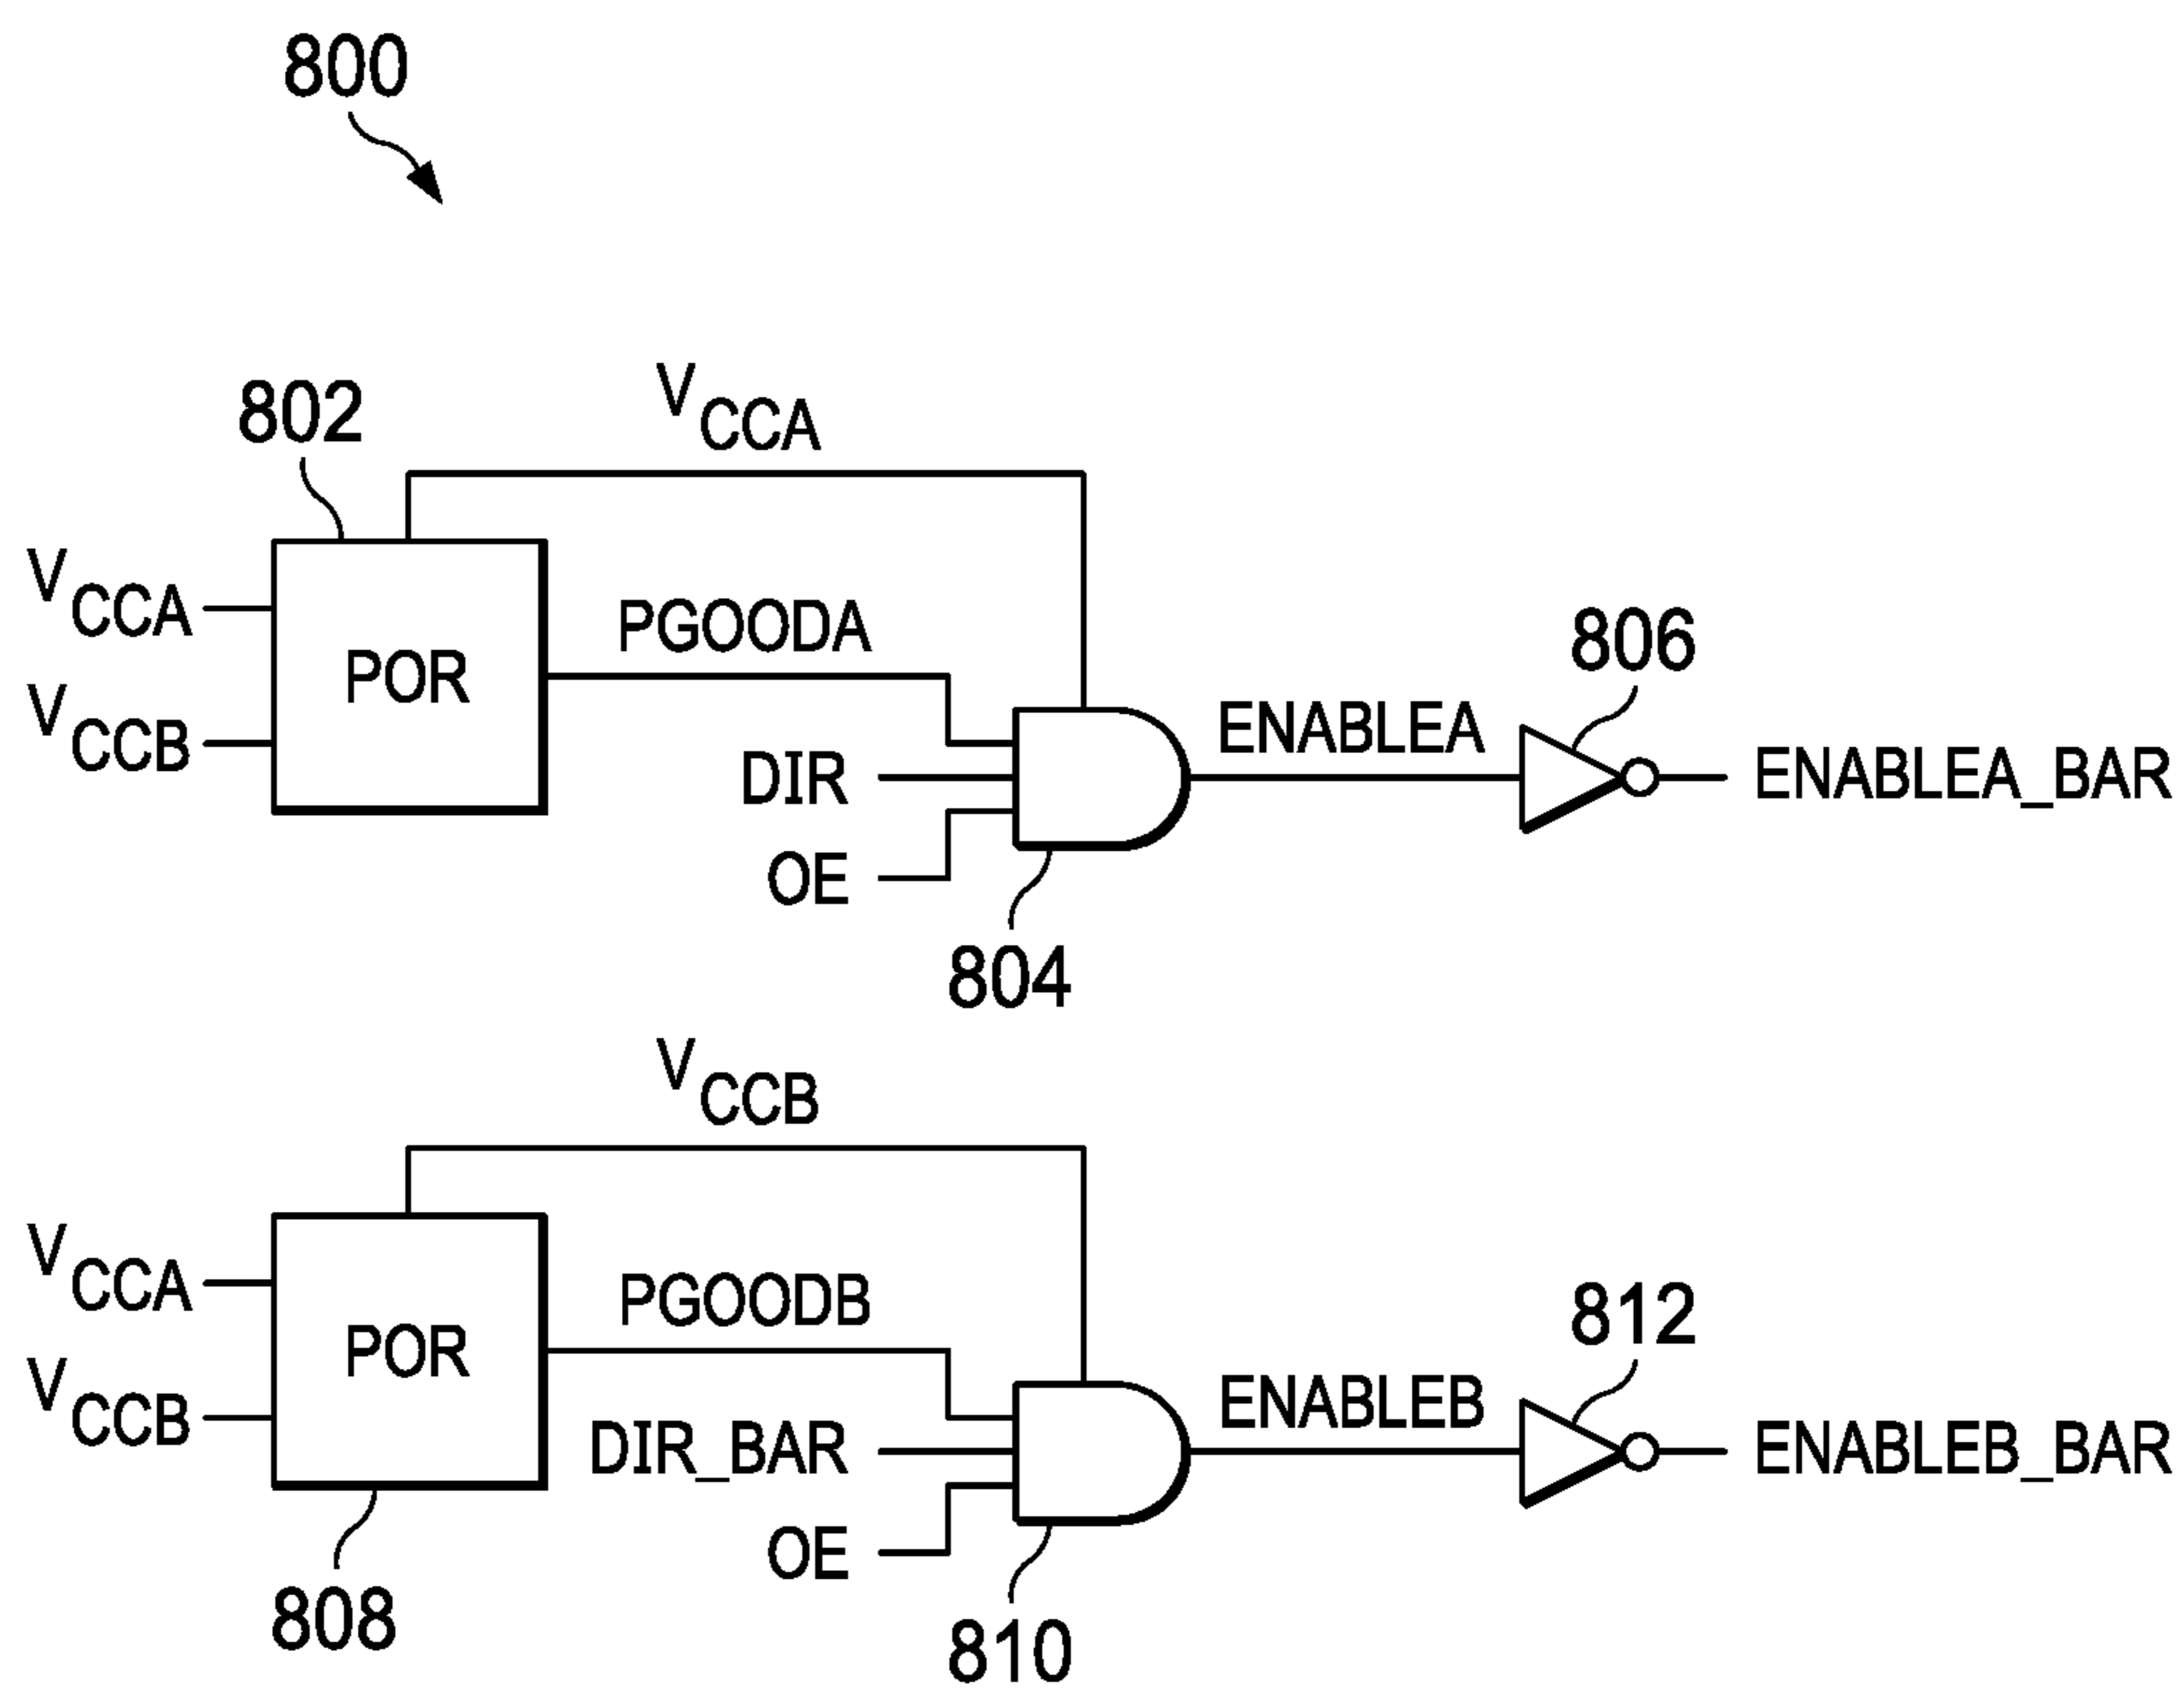 800
802
VCCA
VCCA
VCCB
POR
PGOODA
DIR
OE
804
ENABLEA
806
ENABLEA_BAR
VCCB
VCCA
VCCB
POR
808
PGOODB
DIR_BAR
OE
810
ENABLEB
812
ENABLEB_BAR